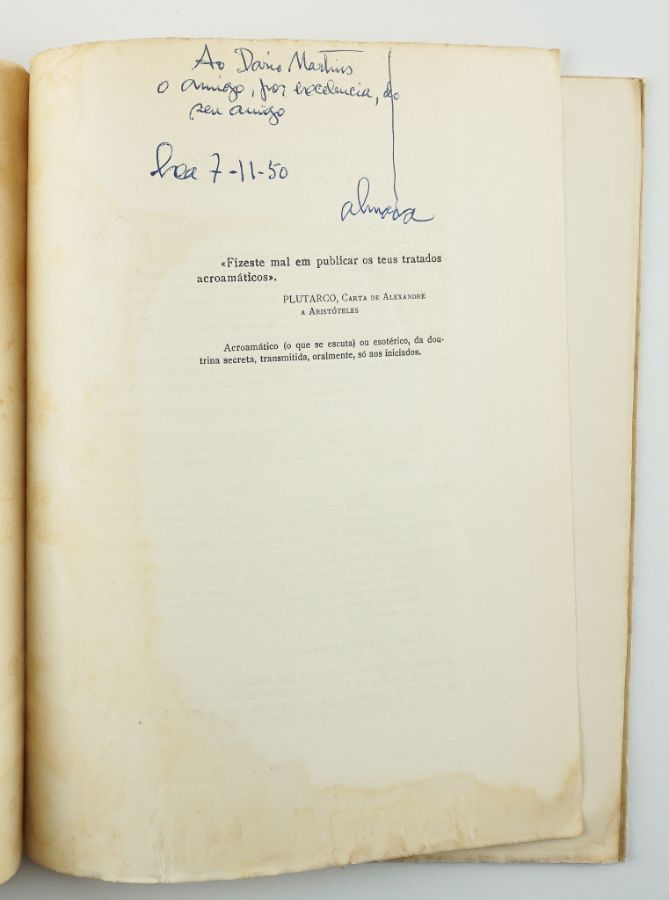 Ao Dario Martins
o amigo, por excelencia, do
seu amigo
Lxa 7-11-50
almada
«Fizeste mal em publicar os teus tratados
acroamáticos».
PLUTARCO, CARTA DE ALEXANDRE
A ARISTÓTELES
Acroamático (o que se escuta) ou esotérico, da dou-
trina secreta, transmitida, oralmente, só aos iniciados.